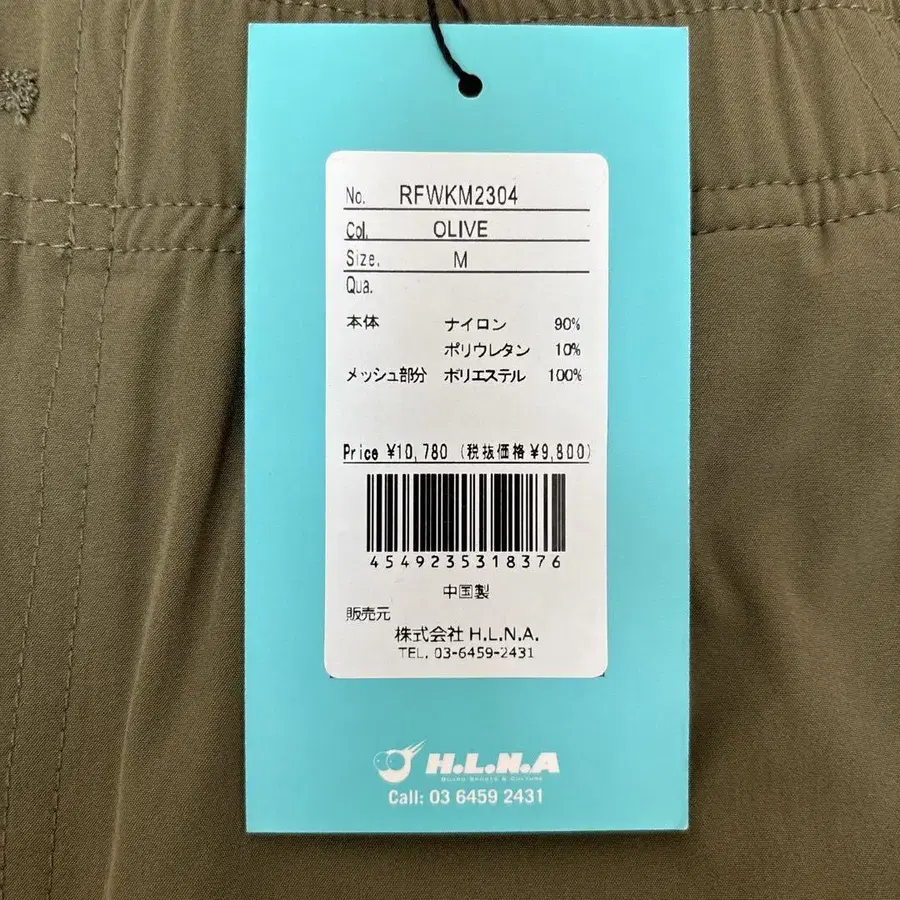 No. RFWKM2304
Col. OLIVE
Size. M
Qua.
本体 ナイロン 90%
ポリウレタン 10%
メッシュ部分 ポリエステル 100%
Price ¥10,780 (税抜価格¥9,800)
4549235318376
中国製
販売元
株式会社 H.L.N.A.
TEL. 03-6459-2431
H.L.N.A
BOARD SPORTS & CULTURE
Call: 03 6459 2431